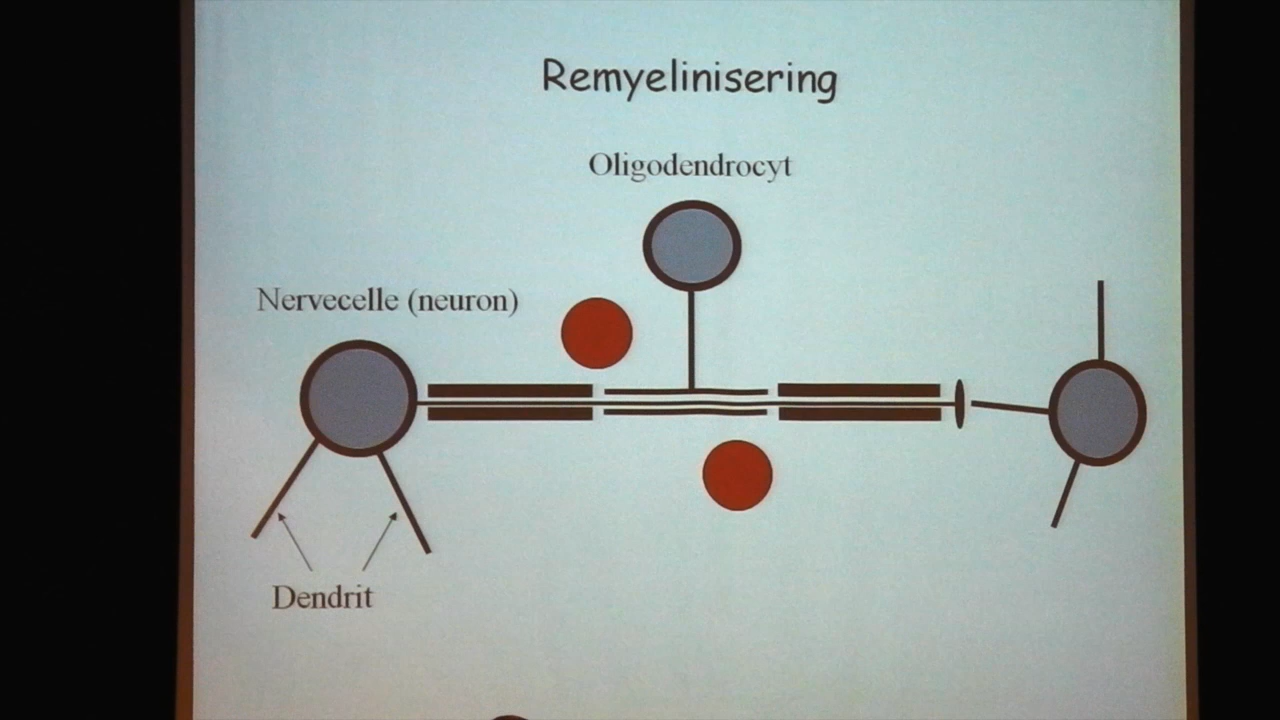 Remyelinisering
Oligodendrocyt
Nervecelle (neuron)
Dendrit